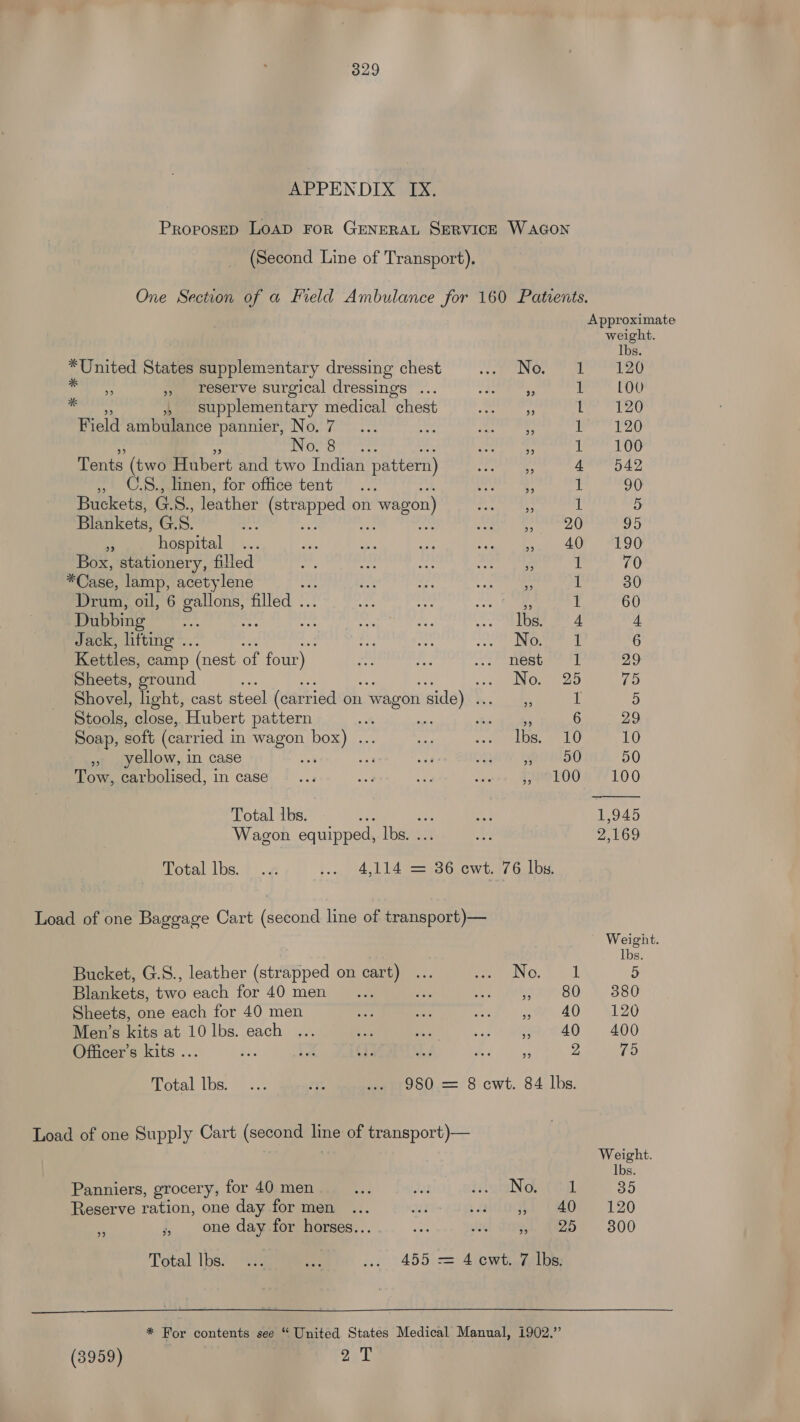 329
APPENDIX IX.
PROPOSED LOAD FOR GENERAL SERVICE WAGON
(Second Line of Transport).
One Section of a Field Ambulance for 160 Patients.
Approximate
weight.
lbs.
*United States supplementary dressing chest ... No. 1 120
* „ „ reserve surgical dressings ... ... „ 1 100
* „ „ supplementary medical chest ... „ 1 120
Field ambulance pannier, No. 7 ... ... ... „ 1 120
„ „ No. 8 ... ... ... „ 1 100
Tents (two Hubert and two Indian pattern) ... „ 4 542
„ C.S., linen, for office tent ... ... ... „ 1 90
Buckets, G.S., leather (strapped on wagon) ... „ 1 5
Blankets, G.S. ... ... ... ... ... „ 20 95
„ hospital ... ... ... ... ... „ 40 190
Box, stationery, filled ... ... ... ... „ 1 70
*Case, lamp, acetylene ... ... ... ... „ 1 30
Drum, oil, 6 gallons, filled ... ... ... ... „ 1 60
Dubbing ... ... ... ... ... lbs. 4 4
Jack, lifting ... ... ... ... ... ... No. 1 6
Kettles, camp (nest of four) ... ... ... nest 1 29
Sheets, ground ... ... ... ... ... No. 25 75
Shovel, light, cast steel (carried on wagon side) ... „ 1 5
Stools, close, Hubert pattern ... ... ... „ 6 29
Soap, soft (carried in wagon box) ... ... ... lbs. 10 10
„ yellow, in case ... ... ... ... „ 50 50
Tow, carbolised, in case ... ... ... ... „ 100 100
Total lbs. ... ... ... 1,945
Wagon equipped, lbs. ... ... 2,169
Total lbs. ... ... 4,114 = 36 cwt. 76 lbs.
Load of one Baggage Cart (second line of transport)—
Weight.
lbs.
Bucket, G.S., leather (strapped on cart) ... ... No. 1 5
Blankets, two each for 40 men ... ... ... „ 80 380
Sheets, one each for 40 men ... ... ... „ 40 120
Men's kits at 10 lbs. each ... ... ... ... „ 40 400
Officer's kits ... ... ... ... ... ... „ 2 75
Total lbs. ... ... ... 980 = 8 cwt. 84 lbs.
Load of one Supply Cart (second line of transport)—
Weight.
lbs.
Panniers, grocery, for 40 men ... ... ... No. 1 35
Reserve ration, one day for men ... ... ... „ 40 120
„ „ one day for horses... ... ... „ 25 300
Total lbs. ... ... ... 455 = 4 cwt. 7 lbs.
* For contents see “United States Medical Manual, 1902.”
(3959) 2 T